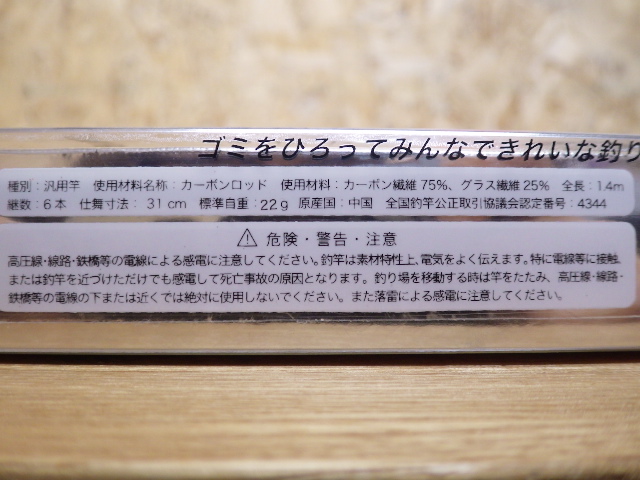 ゴミをひろってみんなできれいな釣り
種別：汎用竿　使用材料名称：カーボンロッド　使用材料：カーボン繊維 75%、グラス繊維 25%　全長：1.4m
継数：6本　仕舞寸法：31cm　標準自重：22g　原産国：中国　全国釣竿公正取引協議会認定番号：4344
⚠ 危険・警告・注意
高圧線・線路・鉄橋等の電線による感電に注意してください。釣竿は素材特性上、電気をよく伝えます。特に電線等に接触、
または釣竿を近づけただけでも感電して死亡事故の原因となります。釣り場を移動する時は竿をたたみ、高圧線・線路・
鉄橋等の電線の下または近くでは絶対に使用しないでください。また落雷による感電に注意してください。